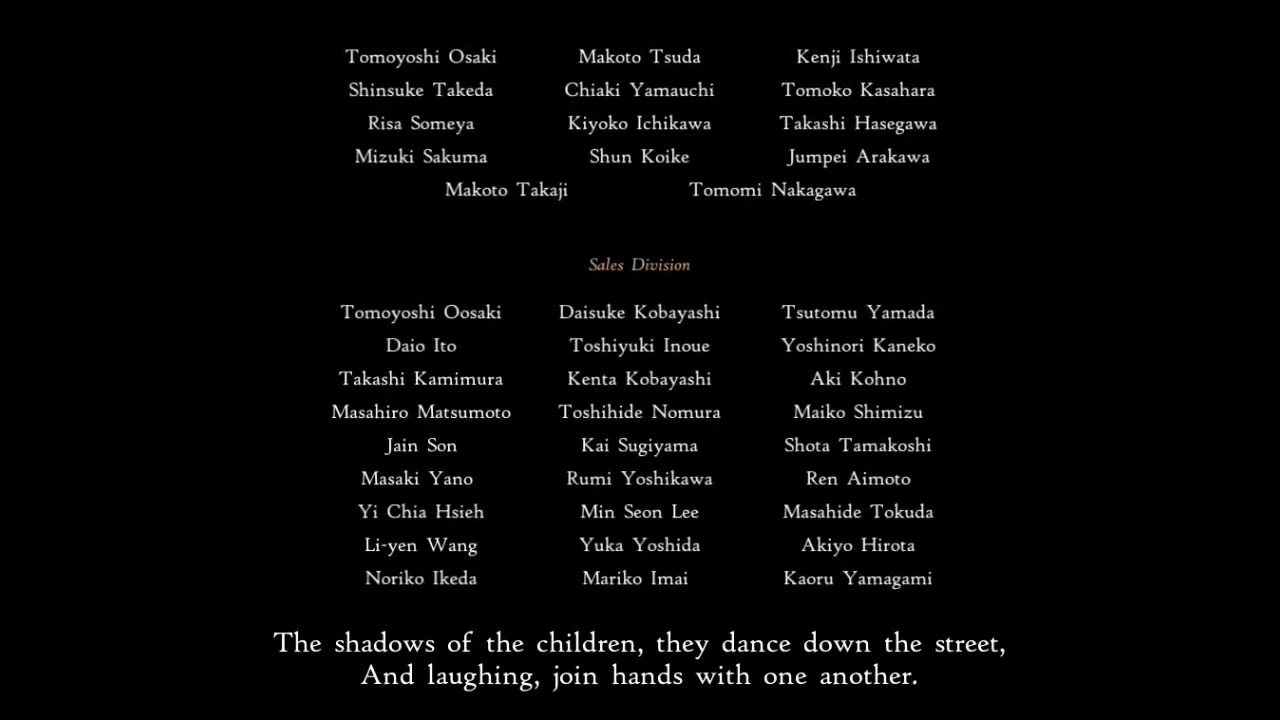 Tomoyoshi Osaki Makoto Tsuda Kenji Ishiwata
Shinsuke Takeda Chiaki Yamauchi Tomoko Kasahara
Risa Someya Kiyoko Ichikawa Takashi Hasegawa
Mizuki Sakuma Shun Koike Jumpei Arakawa
Makoto Takaji Tomomi Nakagawa
Sales Division
Tomoyoshi Oosaki Daisuke Kobayashi Tsutomu Yamada
Daio Ito Toshiyuki Inoue Yoshinori Kaneko
Takashi Kamimura Kenta Kobayashi Aki Kohno
Masahiro Matsumoto Toshihide Nomura Maiko Shimizu
Jain Son Kai Sugiyama Shota Tamakoshi
Masaki Yano Rumi Yoshikawa Ren Aimoto
Yi Chia Hsieh Min Seon Lee Masahide Tokuda
Li-yen Wang Yuka Yoshida Akiyo Hirota
Noriko Ikeda Mariko Imai Kaoru Yamagami
The shadows of the children, they dance down the street,
And laughing, join hands with one another.